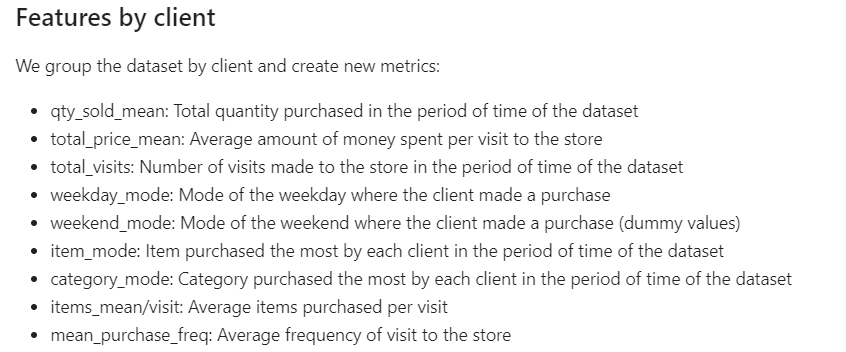 Features by client
We group the dataset by client and create new metrics:
• qty_sold_mean: Total quantity purchased in the period of time of the dataset
• total_price_mean: Average amount of money spent per visit to the store
• total_visits: Number of visits made to the store in the period of time of the dataset
• weekday_mode: Mode of the weekday where the client made a purchase
• weekend_mode: Mode of the weekend where the client made a purchase (dummy values)
• item_mode: Item purchased the most by each client in the period of time of the dataset
• category_mode: Category purchased the most by each client in the period of time of the dataset
• items_mean/visit: Average items purchased per visit
• mean_purchase_freq: Average frequency of visit to the store